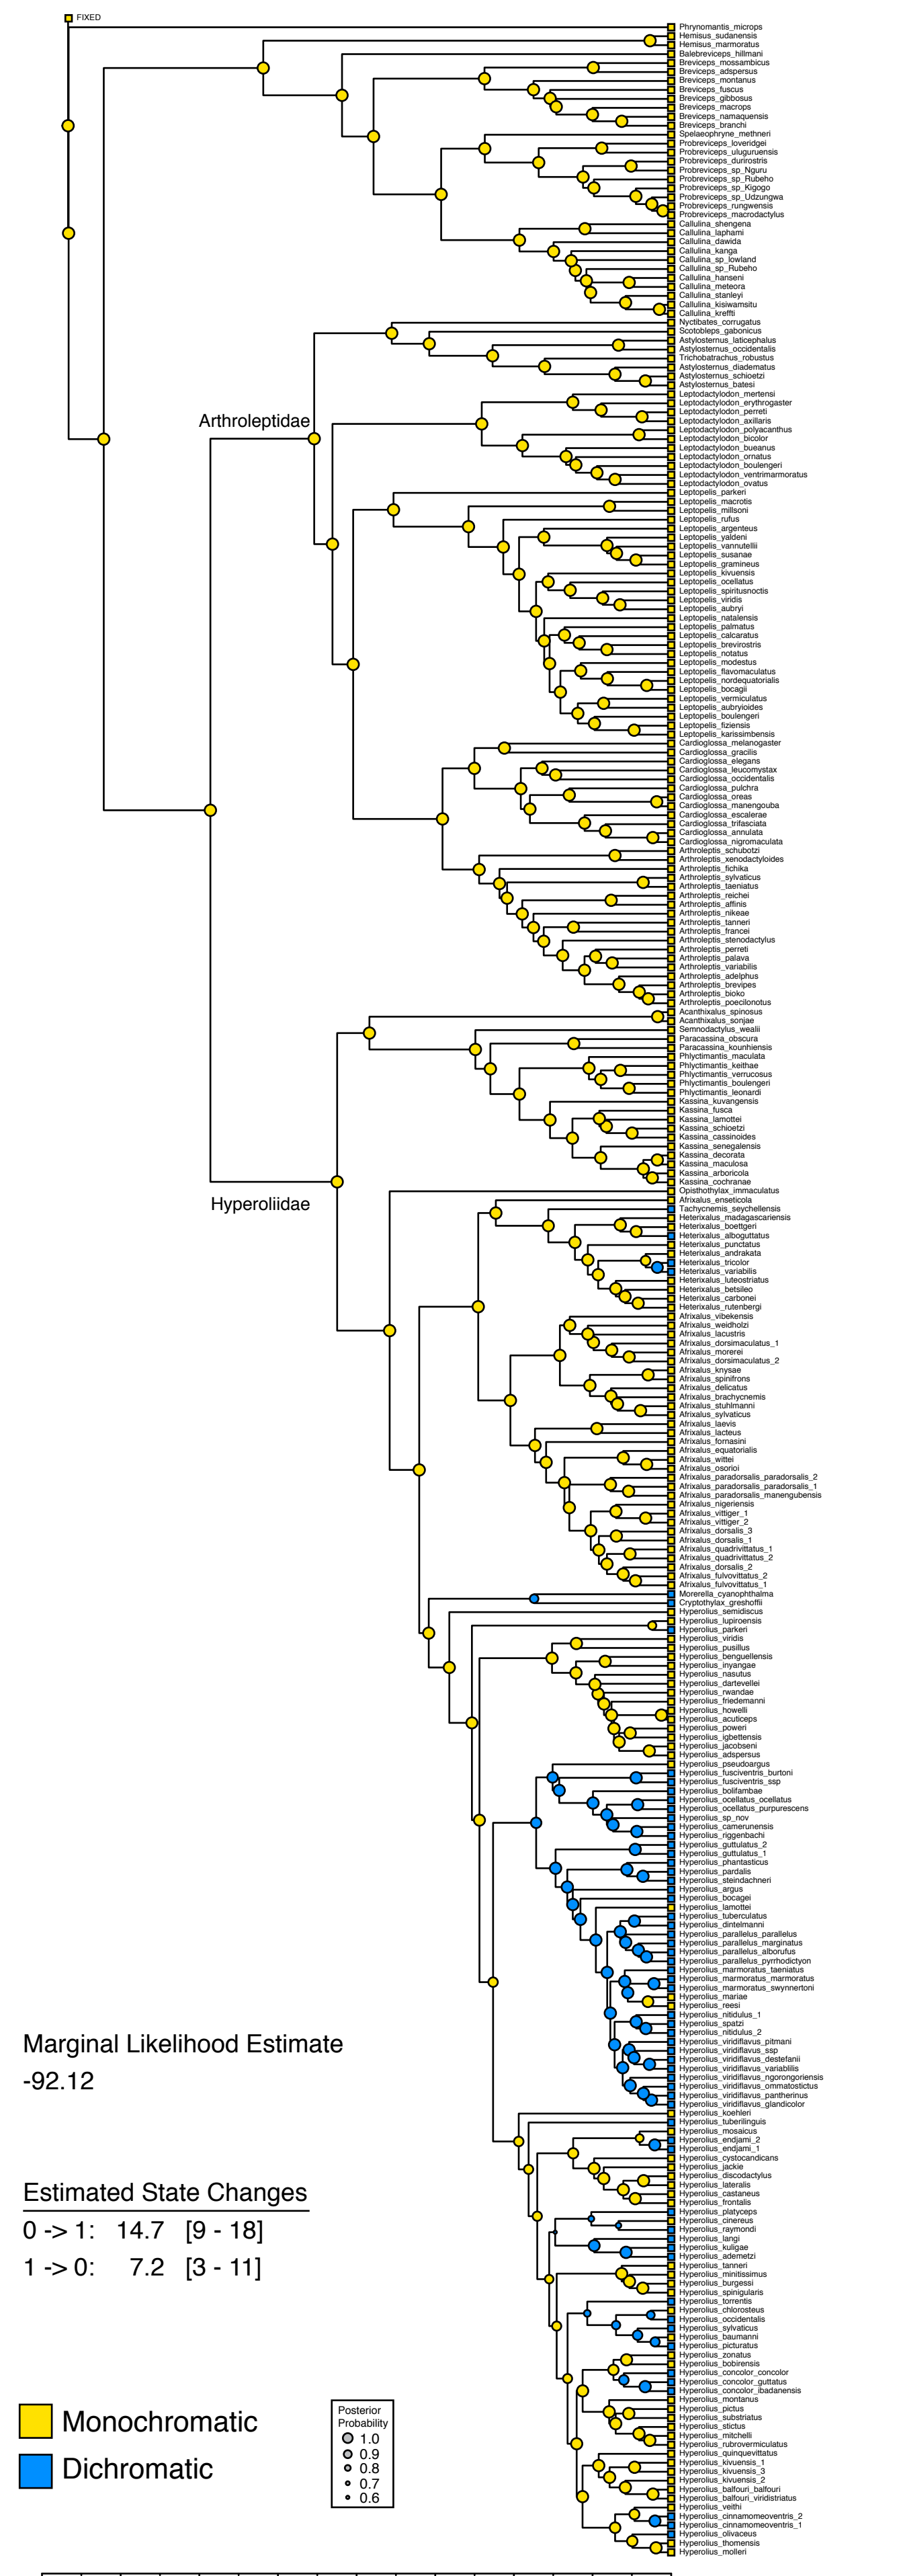 FIXED
Phrynomantis_microps
Hemisus_sudanensis
Hemisus_marmoratus
Balebreviceps_hillmani
Breviceps_mossambicus
Breviceps_adspersus
Breviceps_montanus
Breviceps_fuscus
Breviceps_gibbosus
Breviceps_macrops
Breviceps_namaquensis
Breviceps_branchi
Spelaeophryne_methneri
Probreviceps_loveridgei
Probreviceps_uluguruensis
Probreviceps_durirostris
Probreviceps_sp_Nguru
Probreviceps_sp_Rubeho
Probreviceps_sp_Kigogo
Probreviceps_sp_Udzungwa
Probreviceps_rungwensis
Probreviceps_macrodactylus
Callulina_shengena
Callulina_laphami
Callulina_dawida
Callulina_kanga
Callulina_sp_lowland
Callulina_sp_Rubeho
Callulina_hanseni
Callulina_meteora
Callulina_stanleyi
Callulina_kisiwamsitu
Callulina_kreffti
Nyctibates_corrugatus
Scotobleps_gabonicus
Astylosternus_laticephalus
Astylosternus_occidentalis
Trichobatrachus_robustus
Astylosternus_diadematus
Astylosternus_schioetzi
Astylosternus_batesi
Leptodactylodon_mertensi
Leptodactylodon_erythrogaster
Leptodactylodon_perreti
Leptodactylodon_axillaris
Arthroleptidae
Leptodactylodon_polyacanthus
Leptodactylodon_bicolor
Leptodactylodon_bueanus
Leptodactylodon_ornatus
Leptodactylodon_boulengeri
Leptodactylodon_ventrimarmoratus
Leptodactylodon_ovatus
Leptopelis_parkeri
Leptopelis_macrotis
Leptopelis_millsoni
Leptopelis_rufus
Leptopelis_argenteus
Leptopelis_yaldeni
Leptopelis_vannutellii
Leptopelis_susanae
Leptopelis_gramineus
Leptopelis_kivuensis
Leptopelis_ocellatus
Leptopelis_spiritusnoctis
Leptopelis_viridis
Leptopelis_aubryi
Leptopelis_natalensis
Leptopelis_palmatus
Leptopelis_calcaratus
Leptopelis_brevirostris
Leptopelis_notatus
Leptopelis_modestus
Leptopelis_flavomaculatus
Leptopelis_nordequatorialis
Leptopelis_bocagii
Leptopelis_vermiculatus
Leptopelis_aubryioides
Leptopelis_boulengeri
Leptopelis_fiziensis
Leptopelis_karissimbensis
Cardioglossa_melanogaster
Cardioglossa_gracilis
Cardioglossa_elegans
Cardioglossa_leucomystax
Cardioglossa_occidentalis
Cardioglossa_pulchra
Cardioglossa_oreas
Cardioglossa_manengouba
Cardioglossa_escalerae
Cardioglossa_trifasciata
Cardioglossa_annulata
Cardioglossa_nigromaculata
Arthroleptis_schubotzi
Arthroleptis_xenodactyloides
Arthroleptis_fichika
Arthroleptis_sylvaticus
Arthroleptis_taeniatus
Arthroleptis_reichei
Arthroleptis_affinis
Arthroleptis_nikeae
Arthroleptis_tanneri
Arthroleptis_francei
Arthroleptis_stenodactylus
Arthroleptis_perreti
Arthroleptis_palava
Arthroleptis_variabilis
Arthroleptis_adelphus
Arthroleptis_brevipes
Arthroleptis_bioko
Arthroleptis_poecilonotus
Acanthixalus_spinosus
Acanthixalus_sonjae
Semnodactylus_wealii
Paracassina_obscura
Paracassina_kounhiensis
Phlyctimantis_maculata
Phlyctimantis_keithae
Phlyctimantis_verrucosus
Phlyctimantis_boulengeri
Phlyctimantis_leonardi
Kassina_kuvangensis
Kassina_fusca
Kassina_lamottei
Kassina_schioetzi
Kassina_cassinoides
Kassina_senegalensis
Kassina_decorata
Kassina_maculosa
Kassina_arboricola
Kassina_cochranae
Opisthothylax_immaculatus
Afrixalus_enseticola
Hyperoliidae
Tachycnemis_seychellensis
Heterixalus_madagascariensis
Heterixalus_boettgeri
Heterixalus_alboguttatus
Heterixalus_punctatus
Heterixalus_andrakata
Heterixalus_tricolor
Heterixalus_variabilis
Heterixalus_luteostriatus
Heterixalus_betsileo
Heterixalus_carbonei
Heterixalus_rutenbergi
Afrixalus_vibekensis
Afrixalus_weidholzi
Afrixalus_lacustris
Afrixalus_dorsimaculatus_1
Afrixalus_morerei
Afrixalus_dorsimaculatus_2
Afrixalus_knysae
Afrixalus_spinifrons
Afrixalus_delicatus
Afrixalus_brachycnemis
Afrixalus_stuhlmanni
Afrixalus_sylvaticus
Afrixalus_laevis
Afrixalus_lacteus
Afrixalus_fornasini
Afrixalus_equatorialis
Afrixalus_wittei
Afrixalus_osorioi
Afrixalus_paradorsalis_paradorsalis_2
Afrixalus_paradorsalis_paradorsalis_1
Afrixalus_paradorsalis_manengubensis
Afrixalus_nigeriensis
Afrixalus_vittiger_1
Afrixalus_vittiger_2
Afrixalus_dorsalis_3
Afrixalus_dorsalis_1
Afrixalus_quadrivittatus_1
Afrixalus_quadrivittatus_2
Afrixalus_dorsalis_2
Afrixalus_fulvovittatus_2
Afrixalus_fulvovittatus_1
Morerella_cyanophthalma
Cryptothylax_greshoffii
Hyperolius_semidiscus
Hyperolius_lupiroensis
Hyperolius_parkeri
Hyperolius_viridis
Hyperolius_pusillus
Hyperolius_benguellensis
Hyperolius_inyangae
Hyperolius_nasutus
Hyperolius_dartevellei
Hyperolius_rwandae
Hyperolius_friedemanni
Hyperolius_howelli
Hyperolius_acuticeps
Hyperolius_poweri
Hyperolius_igbettensis
Hyperolius_jacobseni
Hyperolius_adspersus
Hyperolius_pseudoargus
Hyperolius_fusciventris_burtoni
Hyperolius_fusciventris_ssp
Hyperolius_bolifambae
Hyperolius_ocellatus_ocellatus
Hyperolius_ocellatus_purpurescens
Hyperolius_sp_nov
Hyperolius_camerunensis
Hyperolius_riggenbachi
Hyperolius_guttulatus_2
Hyperolius_guttulatus_1
Hyperolius_phantasticus
Hyperolius_pardalis
Hyperolius_steindachneri
Hyperolius_argus
Hyperolius_bocagei
Hyperolius_lamottei
Hyperolius_tuberculatus
Hyperolius_dintelmanni
Hyperolius_parallelus_parallelus
Hyperolius_parallelus_marginatus
Hyperolius_parallelus_alborufus
Hyperolius_parallelus_pyrrhodictyon
Hyperolius_marmoratus_taeniatus
Hyperolius_marmoratus_marmoratus
Hyperolius_marmoratus_swynnertoni
Hyperolius_mariae
Hyperolius_reesi
Hyperolius_nitidulus_1
Hyperolius_spatzi
Hyperolius_nitidulus_2
Hyperolius_viridiflavus_pitmani
Hyperolius_viridiflavus_ssp
Hyperolius_viridiflavus_destefanii
Hyperolius_viridiflavus_variablilis
Hyperolius_viridiflavus_ngorongoriensis
Hyperolius_viridiflavus_ommatostictus
Hyperolius_viridiflavus_pantherinus
Hyperolius_viridiflavus_glandicolor
Marginal Likelihood Estimate
-92.12
Hyperolius_koehleri
Hyperolius_tuberilinguis
Hyperolius_mosaicus
Hyperolius_endjami_2
Hyperolius_endjami_1
Hyperolius_cystocandicans
Hyperolius_jackie
Hyperolius_discodactylus
Hyperolius_lateralis
Hyperolius_castaneus
Hyperolius_frontalis
Estimated State Changes
0 -> 1: 14.7 [9 - 18]
1 -> 0: 7.2 [3 - 11]
Hyperolius_platyceps
Hyperolius_cinereus
Hyperolius_raymondi
Hyperolius_langi
Hyperolius_kuligae
Hyperolius_ademetzi
Hyperolius_tanneri
Hyperolius_minitissimus
Hyperolius_burgessi
Hyperolius_spinigularis
Hyperolius_torrentis
Hyperolius_chlorosteus
Hyperolius_occidentalis
Hyperolius_sylvaticus
Hyperolius_baumanni
Hyperolius_picturatus
Hyperolius_zonatus
Hyperolius_bobirensis
Hyperolius_concolor_concolor
Hyperolius_concolor_guttatus
Hyperolius_concolor_ibadanensis
Hyperolius_montanus
Hyperolius_pictus
Hyperolius_substriatus
Hyperolius_stictus
Hyperolius_mitchelli
Hyperolius_rubrovermiculatus
Hyperolius_quinquevittatus
Hyperolius_kivuensis_1
Hyperolius_kivuensis_3
Hyperolius_kivuensis_2
Hyperolius_balfouri_balfouri
Hyperolius_balfouri_viridistriatus
Hyperolius_veithi
Hyperolius_cinnamomeoventris_2
Hyperolius_cinnamomeoventris_1
Hyperolius_olivaceus
Hyperolius_thomensis
Hyperolius_molleri
Monochromatic
Dichromatic
Posterior
Probability
1.0
0.9
0.8
0.7
0.6